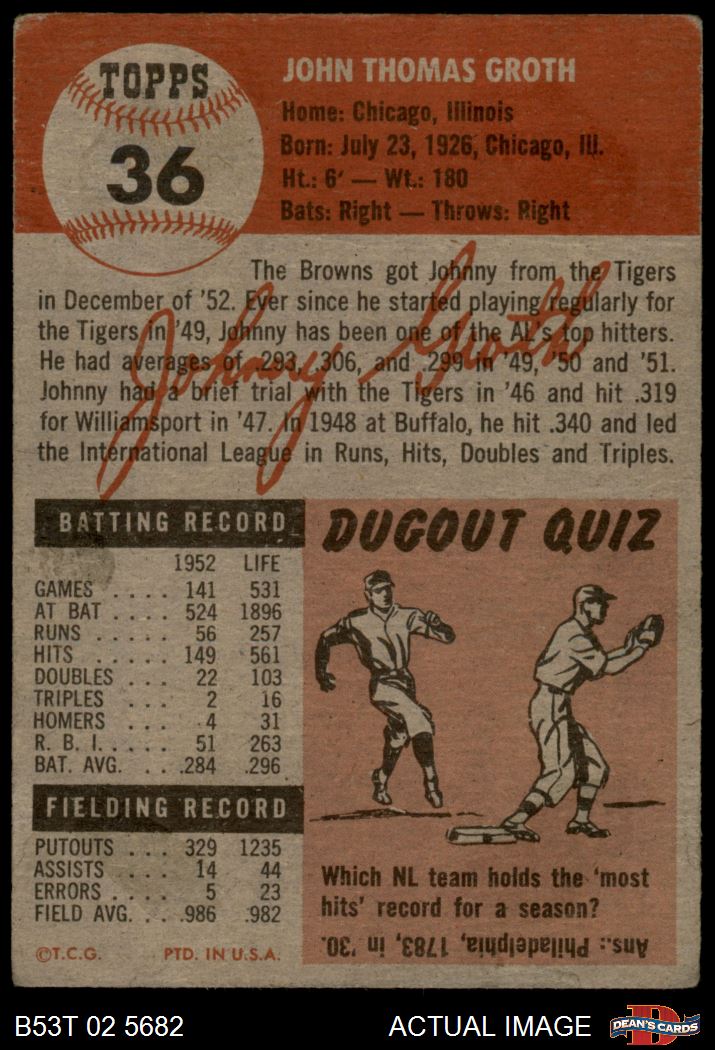 TOPPS
36
JOHN THOMAS GROTH
Home: Chicago, Illinois
Born: July 23, 1926, Chicago, Ill.
Ht.: 6' — Wt.: 180
Bats: Right — Throws: Right
The Browns got Johnny from the Tigers
in December of '52. Ever since he started playing regularly for
the Tigers in '49, Johnny has been one of the AL's top hitters.
He had averages of .293, .306, and .299 in '49, '50 and '51.
Johnny had a brief trial with the Tigers in '46 and hit .319
for Williamsport in '47. In 1948 at Buffalo, he hit .340 and led
the International League in Runs, Hits, Doubles and Triples.
Johnny Groth
BATTING RECORD
1952 LIFE
GAMES .... 141 531
AT BAT .... 524 1896
RUNS ..... 56 257
HITS ..... 149 561
DOUBLES ... 22 103
TRIPLES ... 2 16
HOMERS ... 4 31
R. B. I. .... 51 263
BAT. AVG. ... .284 .296
FIELDING RECORD
PUTOUTS ... 329 1235
ASSISTS .... 14 44
ERRORS .... 5 23
FIELD AVG. ... .986 .982
©T.C.G. PTD. IN U.S.A.
DUGOUT QUIZ
Which NL team holds the 'most
hits' record for a season?
Ans.: Philadelphia, 1783, in '30.
B53T 02 5682 ACTUAL IMAGE
D
DEAN'S CARDS